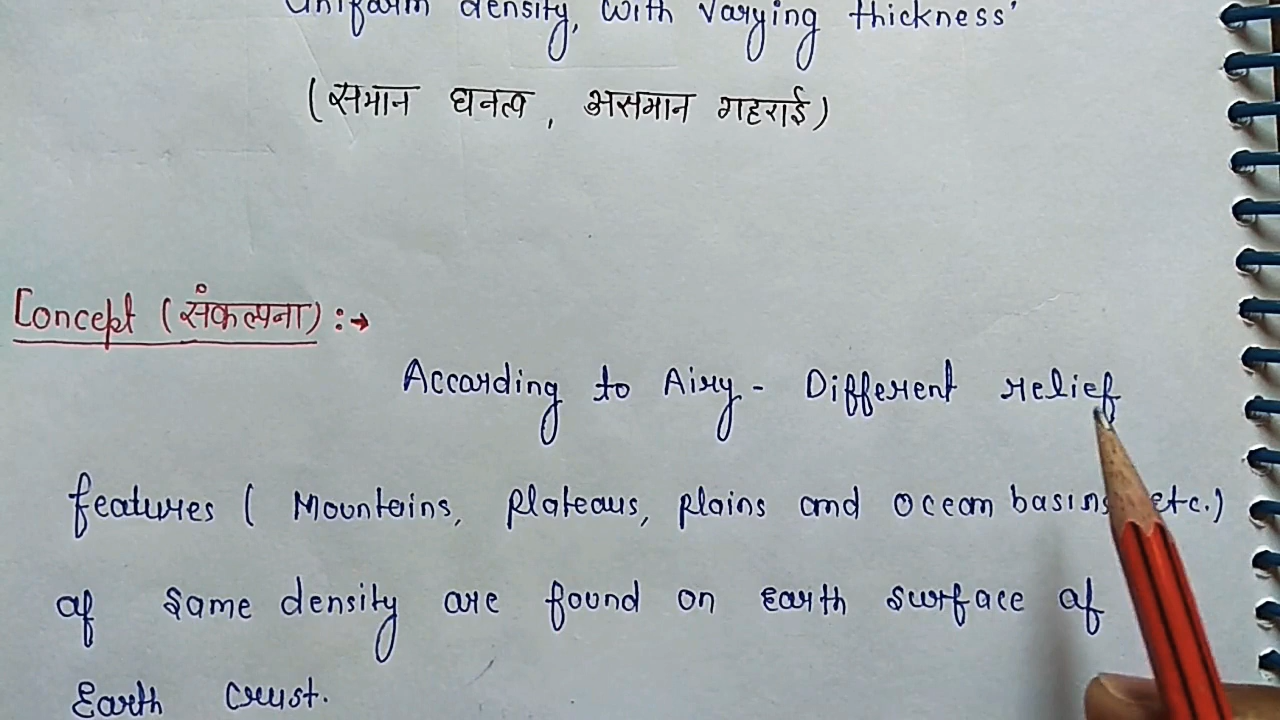 Uniform density, with varying thickness'
(समान घनत्व, असमान गहराई)
Concept (संकल्पना) :→
According to Airy - Different relief
features ( Mountains, plateaus, plains and ocean basins etc.)
of same density are found on Earth surface of
Earth crust.